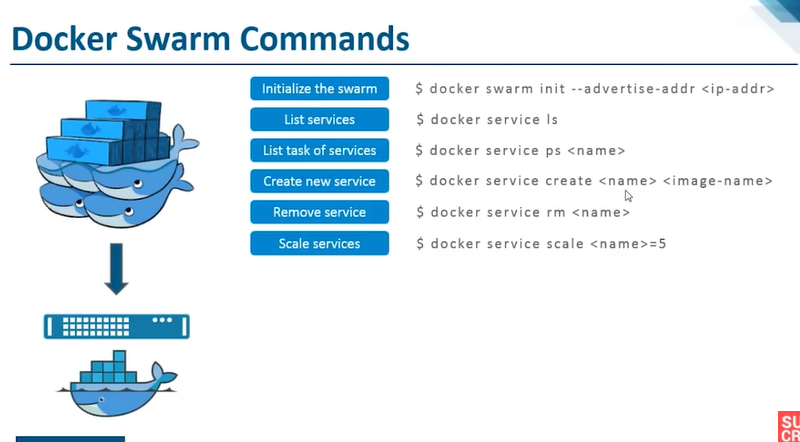 Docker Swarm Commands
Initialize the swarm $ docker swarm init --advertise-addr <ip-addr>
List services $ docker service ls
List task of services $ docker service ps <name>
Create new service $ docker service create <name> <image-name>
Remove service $ docker service rm <name>
Scale services $ docker service scale <name>=5
SU
CR